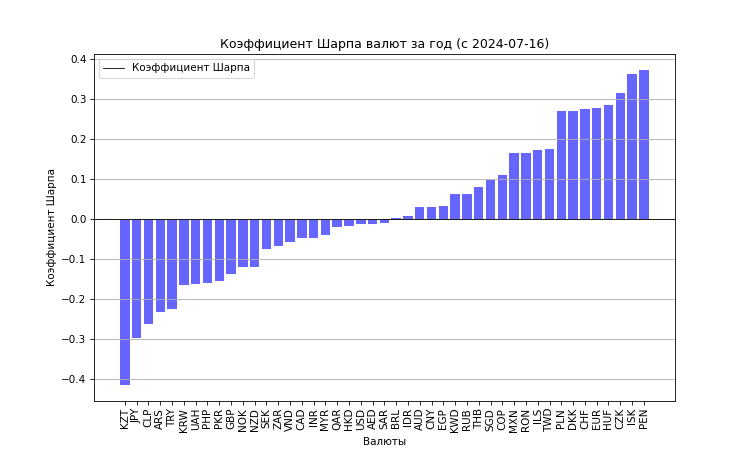 Коэффициент Шарпа валют за год (с 2024-07-16)
Коэффициент Шарпа
Коэффициент Шарпа
0.4
0.3
0.2
0.1
0.0
−0.1
−0.2
−0.3
−0.4
KZT
JPY
CLP
ARS
TRY
KRW
UAH
PHP
PKR
GBP
NOK
NZD
SEK
ZAR
VND
CAD
INR
MYR
QAR
HKD
USD
AED
SAR
BRL
IDR
AUD
CNY
EGP
KWD
RUB
THB
SGD
COP
MXN
RON
ILS
TWD
PLN
DKK
CHF
EUR
HUF
CZK
ISK
PEN
Валюты